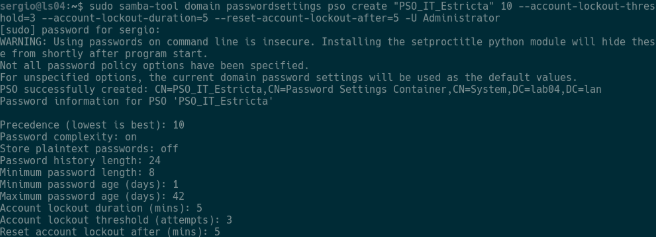 sergio@ls04:~$ sudo samba-tool domain passwordsettings pso create "PSO_IT_Estricta" 10 --account-lockout-thres
hold=3 --account-lockout-duration=5 --reset-account-lockout-after=5 -U Administrator
[sudo] password for sergio:
WARNING: Using passwords on command line is insecure. Installing the setproctitle python module will hide thes
e from shortly after program start.
Not all password policy options have been specified.
For unspecified options, the current domain password settings will be used as the default values.
PSO successfully created: CN=PSO_IT_Estricta,CN=Password Settings Container,CN=System,DC=lab04,DC=lan
Password information for PSO 'PSO_IT_Estricta'
Precedence (lowest is best): 10
Password complexity: on
Store plaintext passwords: off
Password history length: 24
Minimum password length: 8
Minimum password age (days): 1
Maximum password age (days): 42
Account lockout duration (mins): 5
Account lockout threshold (attempts): 3
Reset account lockout after (mins): 5